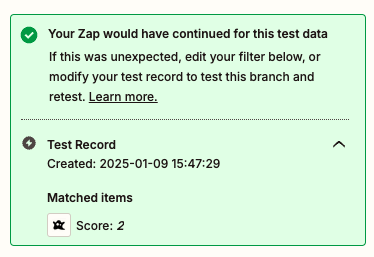 Your Zap would have continued for this test data
If this was unexpected, edit your filter below, or
modify your test record to test this branch and
retest. Learn more.
Test Record
Created: 2025-01-09 15:47:29
Matched items
Score: 2